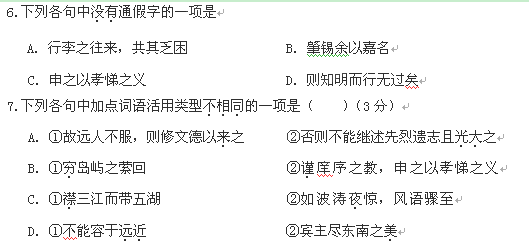 6.下列各句中没有通假字的一项是
A. 行李之往来，共其乏困 B. 肇锡余以嘉名
C. 申之以孝悌之义 D. 则知明而行无过矣
7.下列各句中加点词语活用类型不相同的一项是（ ）(3分)
A. ①故远人不服，则修文德以来之 ②否则不能继述先烈遗志且光大之
B. ①穷岛屿之萦回 ②谨庠序之教，申之以孝悌之义
C. ①襟三江而带五湖 ②如波涛夜惊，风语骤至
D. ①不能容于远近 ②宾主尽东南之美